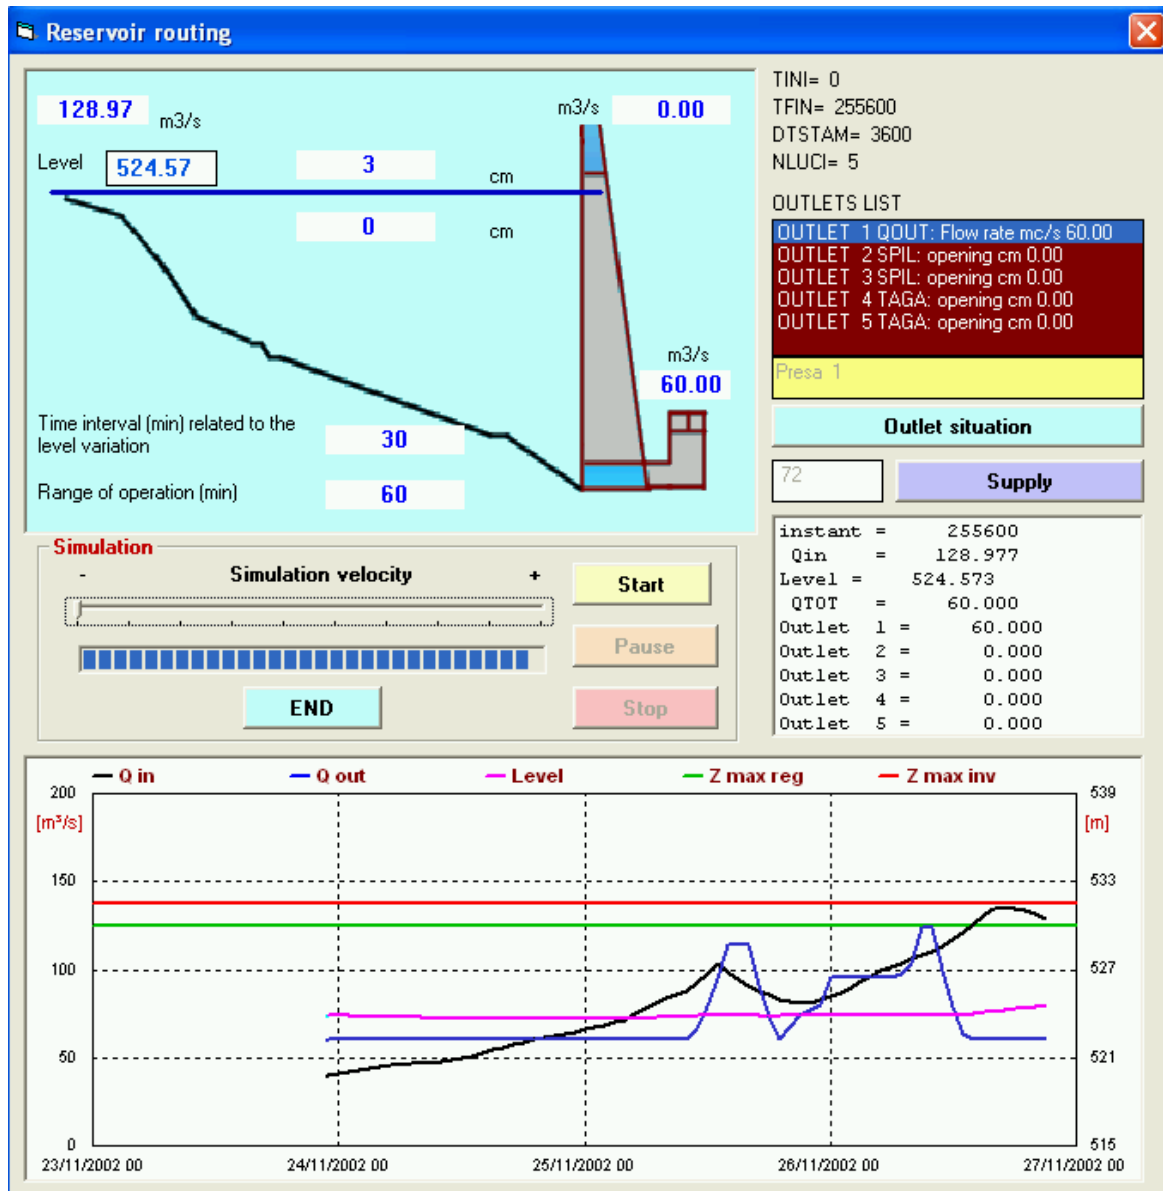 Reservoir routing
128.97 m3/s
m3/s 0.00
Level 524.57
3 cm
0 cm
m3/s
60.00
Time interval (min) related to the
level variation
30
Range of operation (min) 60
TINI= 0
TFIN= 255600
DTSTAM= 3600
NLUCI= 5
OUTLETS LIST
OUTLET 1 QOUT: Flow rate mc/s 60.00
OUTLET 2 SPIL: opening cm 0.00
OUTLET 3 SPIL: opening cm 0.00
OUTLET 4 TAGA: opening cm 0.00
OUTLET 5 TAGA: opening cm 0.00
Presa 1
Outlet situation
72 Supply
Simulation
- Simulation velocity +
Start
Pause
END Stop
instant = 255600
Qin = 128.977
Level = 524.573
QTOT = 60.000
Outlet 1 = 60.000
Outlet 2 = 0.000
Outlet 3 = 0.000
Outlet 4 = 0.000
Outlet 5 = 0.000
Q in Q out Level Z max reg Z max inv
200 539
[m³/s] [m]
150 533
100 527
50 521
0 515
23/11/2002 00 24/11/2002 00 25/11/2002 00 26/11/2002 00 27/11/2002 00